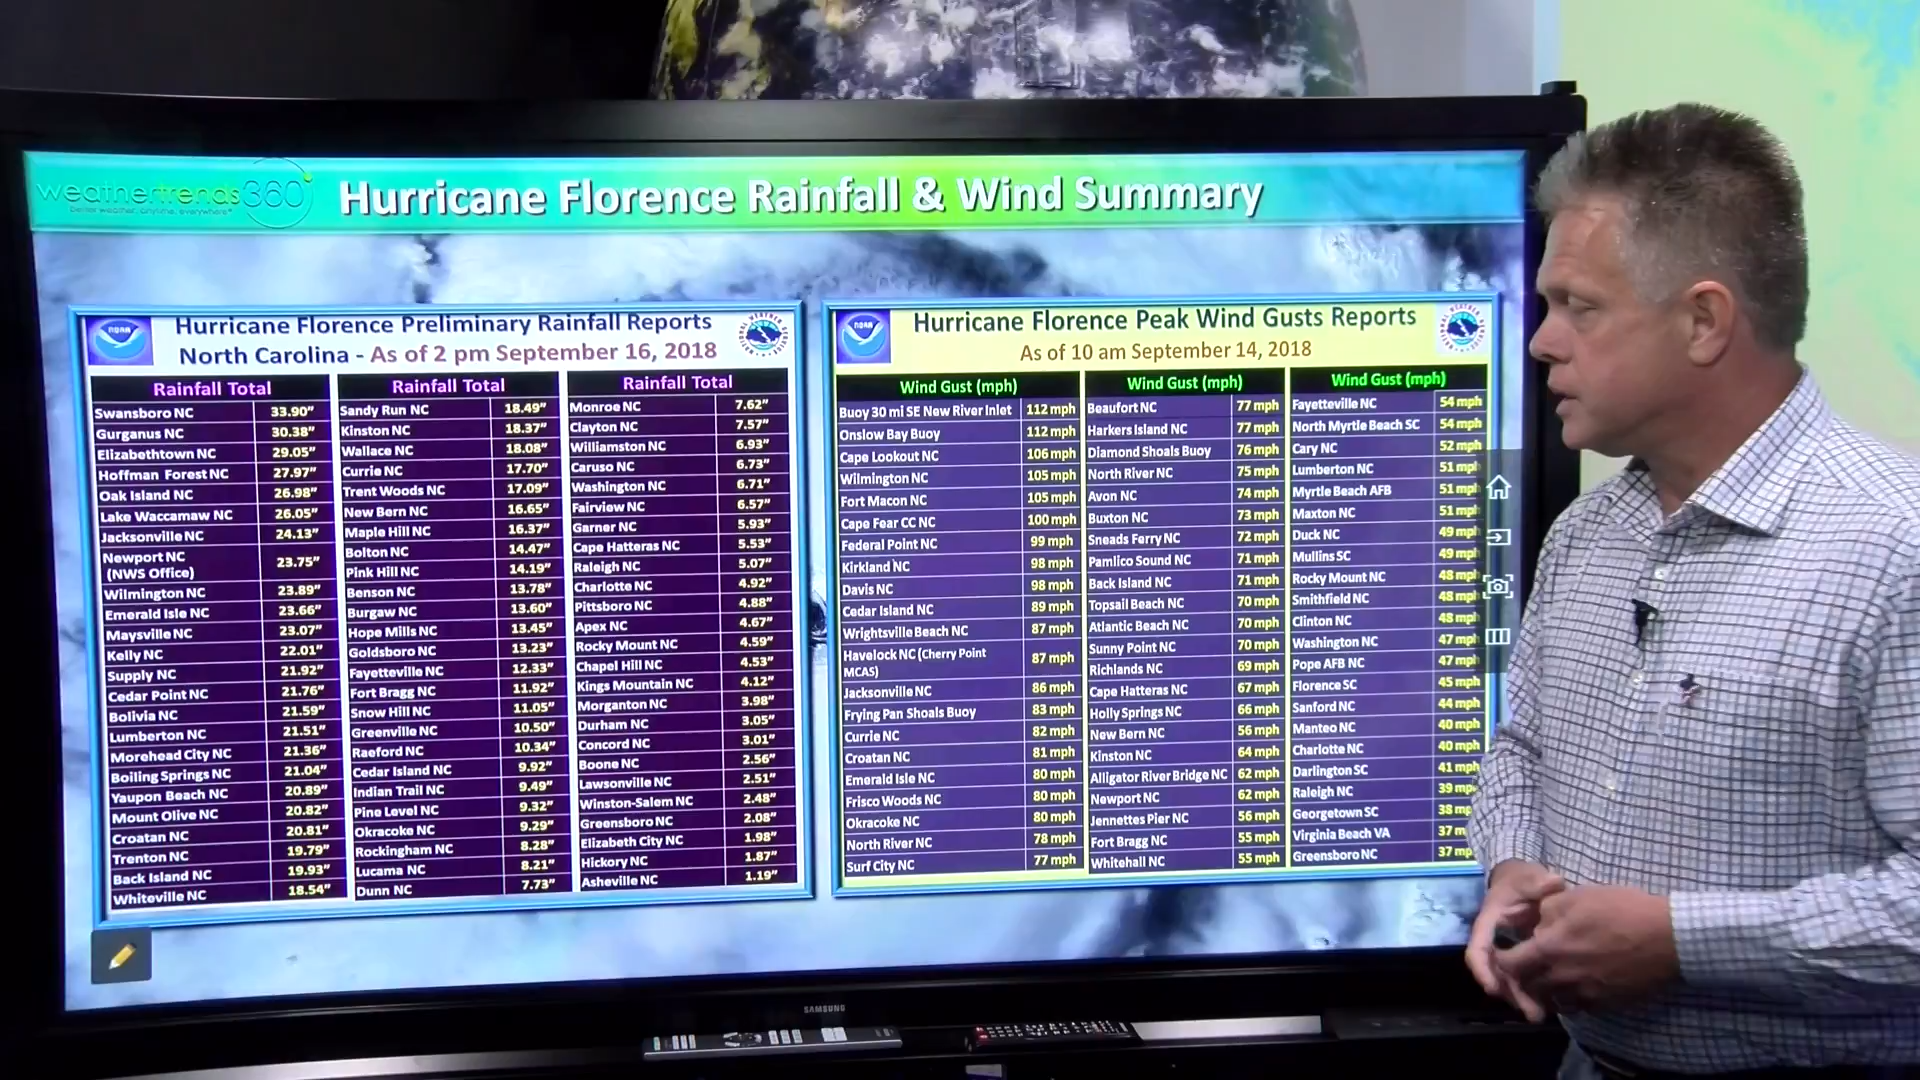 weathertrends360°
better weather. anytime. everywhere
Hurricane Florence Rainfall & Wind Summary
NOAA
Hurricane Florence Preliminary Rainfall Reports
North Carolina - As of 2 pm September 16, 2018
Rainfall Total
Swansboro NC 33.90”
Gurganus NC 30.38”
Elizabethtown NC 29.05”
Hoffman Forest NC 27.97”
Oak Island NC 26.98”
Lake Waccamaw NC 26.05”
Jacksonville NC 24.13”
Newport NC
(NWS Office) 23.75”
Wilmington NC 23.89”
Emerald Isle NC 23.66”
Maysville NC 23.07”
Kelly NC 22.01”
Supply NC 21.92”
Cedar Point NC 21.76”
Bolivia NC 21.59”
Lumberton NC 21.51”
Morehead City NC 21.36”
Boiling Springs NC 21.04”
Yaupon Beach NC 20.89”
Mount Olive NC 20.82”
Croatan NC 20.81”
Trenton NC 19.79”
Back Island NC 19.93”
Whiteville NC 18.54”
Rainfall Total
Sandy Run NC 18.49”
Kinston NC 18.37”
Wallace NC 18.08”
Currie NC 17.70”
Trent Woods NC 17.09”
New Bern NC 16.65”
Maple Hill NC 16.37”
Bolton NC 14.47”
Pink Hill NC 14.19”
Benson NC 13.78”
Burgaw NC 13.60”
Hope Mills NC 13.45”
Goldsboro NC 13.23”
Fayetteville NC 12.33”
Fort Bragg NC 11.92”
Snow Hill NC 11.05”
Greenville NC 10.50”
Raeford NC 10.34”
Cedar Island NC 9.92”
Indian Trail NC 9.49”
Pine Level NC 9.32”
Okracoke NC 9.29”
Rockingham NC 8.28”
Lucama NC 8.21”
Dunn NC 7.73”
Rainfall Total
Monroe NC 7.62”
Clayton NC 7.57”
Williamston NC 6.93”
Caruso NC 6.73”
Washington NC 6.71”
Fairview NC 6.57”
Garner NC 5.93”
Cape Hatteras NC 5.53”
Raleigh NC 5.07”
Charlotte NC 4.92”
Pittsboro NC 4.88”
Apex NC 4.67”
Rocky Mount NC 4.59”
Chapel Hill NC 4.53”
Kings Mountain NC 4.12”
Morganton NC 3.98”
Durham NC 3.05”
Concord NC 3.01”
Boone NC 2.56”
Lawsonville NC 2.51”
Winston-Salem NC 2.48”
Greensboro NC 2.08”
Elizabeth City NC 1.98”
Hickory NC 1.87”
Asheville NC 1.19”
NOAA
Hurricane Florence Peak Wind Gusts Reports
As of 10 am September 14, 2018
Wind Gust (mph)
Buoy 30 mi SE New River Inlet 112 mph
Onslow Bay Buoy 112 mph
Cape Lookout NC 106 mph
Wilmington NC 105 mph
Fort Macon NC 105 mph
Cape Fear CC NC 100 mph
Federal Point NC 99 mph
Kirkland NC 98 mph
Davis NC 98 mph
Cedar Island NC 89 mph
Wrightsville Beach NC 87 mph
Havelock NC (Cherry Point
MCAS) 87 mph
Jacksonville NC 86 mph
Frying Pan Shoals Buoy 83 mph
Currie NC 82 mph
Croatan NC 81 mph
Emerald Isle NC 80 mph
Frisco Woods NC 80 mph
Okracoke NC 80 mph
North River NC 78 mph
Surf City NC 77 mph
Wind Gust (mph)
Beaufort NC 77 mph
Harkers Island NC 77 mph
Diamond Shoals Buoy 76 mph
North River NC 75 mph
Avon NC 74 mph
Buxton NC 73 mph
Sneads Ferry NC 72 mph
Pamlico Sound NC 71 mph
Back Island NC 71 mph
Topsail Beach NC 70 mph
Atlantic Beach NC 70 mph
Sunny Point NC 70 mph
Richlands NC 69 mph
Cape Hatteras NC 67 mph
Holly Springs NC 66 mph
New Bern NC 56 mph
Kinston NC 64 mph
Alligator River Bridge NC 62 mph
Newport NC 62 mph
Jennettes Pier NC 56 mph
Fort Bragg NC 55 mph
Whitehall NC 55 mph
Wind Gust (mph)
Fayetteville NC 54 mph
North Myrtle Beach SC 54 mph
Cary NC 52 mph
Lumberton NC 51 mph
Myrtle Beach AFB 51 mph
Maxton NC 51 mph
Duck NC 49 mph
Mullins SC 49 mph
Rocky Mount NC 48 mph
Smithfield NC 48 mph
Clinton NC 48 mph
Washington NC 47 mph
Pope AFB NC 47 mph
Florence SC 45 mph
Sanford NC 44 mph
Manteo NC 40 mph
Charlotte NC 40 mph
Darlington SC 41 mph
Raleigh NC 39 mp
Georgetown SC 38 mp
Virginia Beach VA 37 m
Greensboro NC 37 mp
SAMSUNG